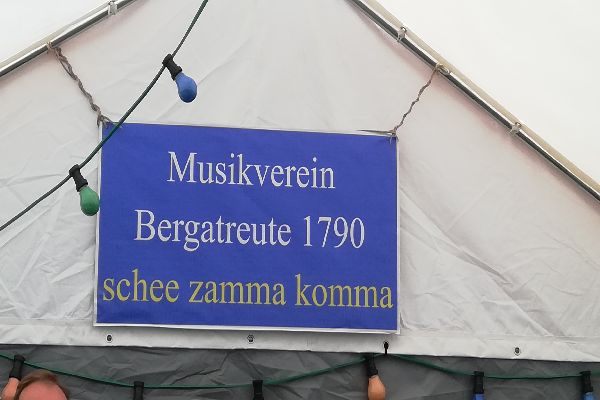 Musikverein
Bergatreute 1790
schee zamma komma